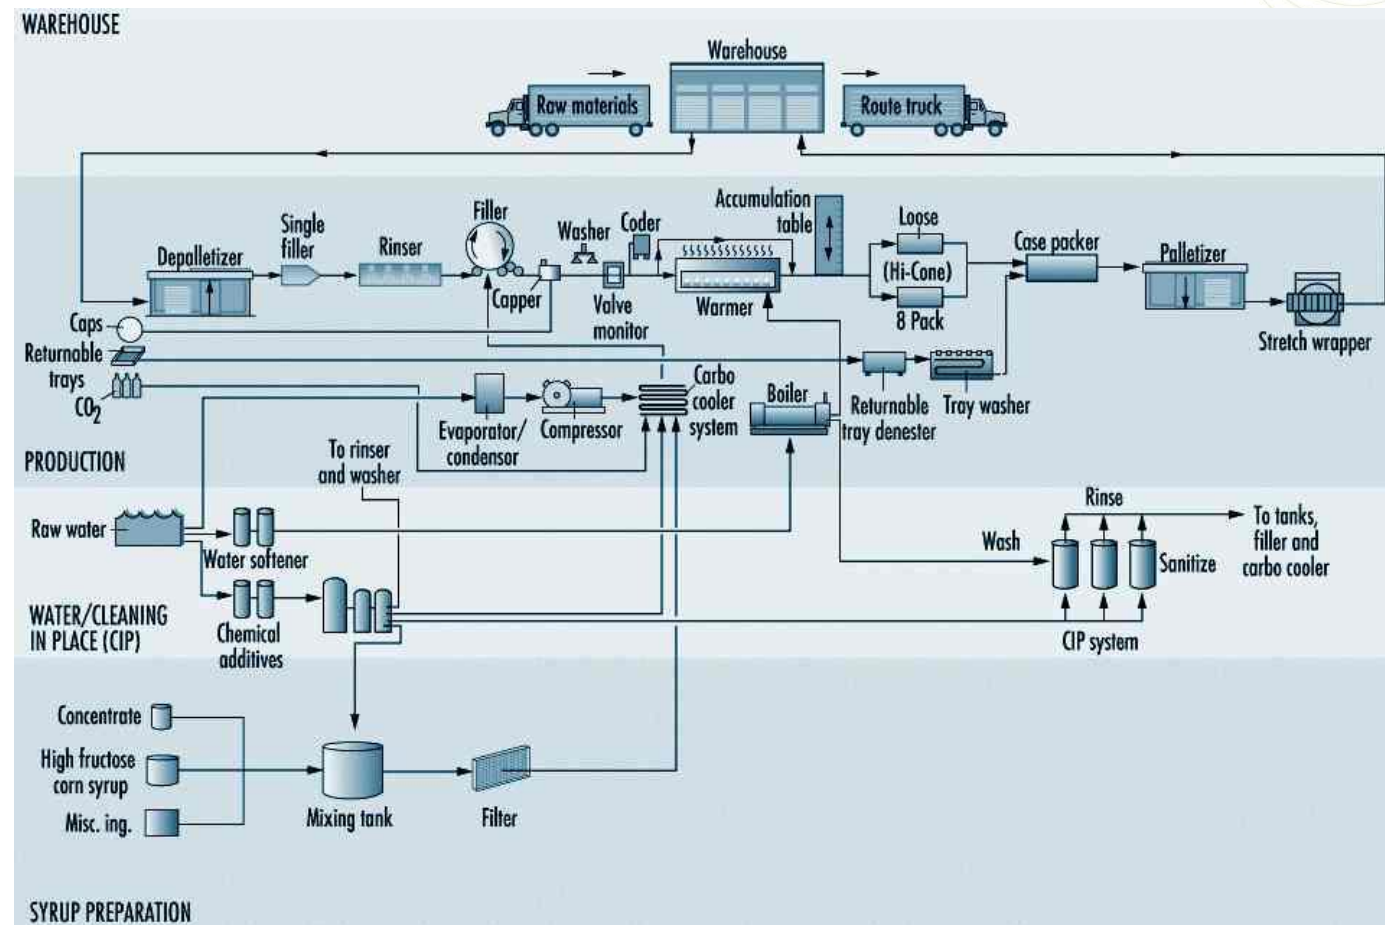 WAREHOUSE
Warehouse
Raw materials
Route truck
Accumulation
table
Single
filler
Rinser
Filler
Washer
Coder
Loose
Case packer
Palletizer
Depalletizer
(Hi-Cone)
Capper
Valve
monitor
Warmer
8 Pack
Stretch wrapper
Caps
Returnable
trays
CO2
Evaporator/
condensor
Compressor
Carbo
cooler
system
Boiler
Returnable
tray denester
Tray washer
PRODUCTION
To rinser
and washer
Raw water
Water softener
Rinse
Wash
Sanitize
To tanks,
filler and
carbo cooler
WATER/CLEANING
IN PLACE (CIP)
Chemical
additives
CIP system
Concentrate
High fructose
corn syrup
Misc. ing.
Mixing tank
Filter
SYRUP PREPARATION